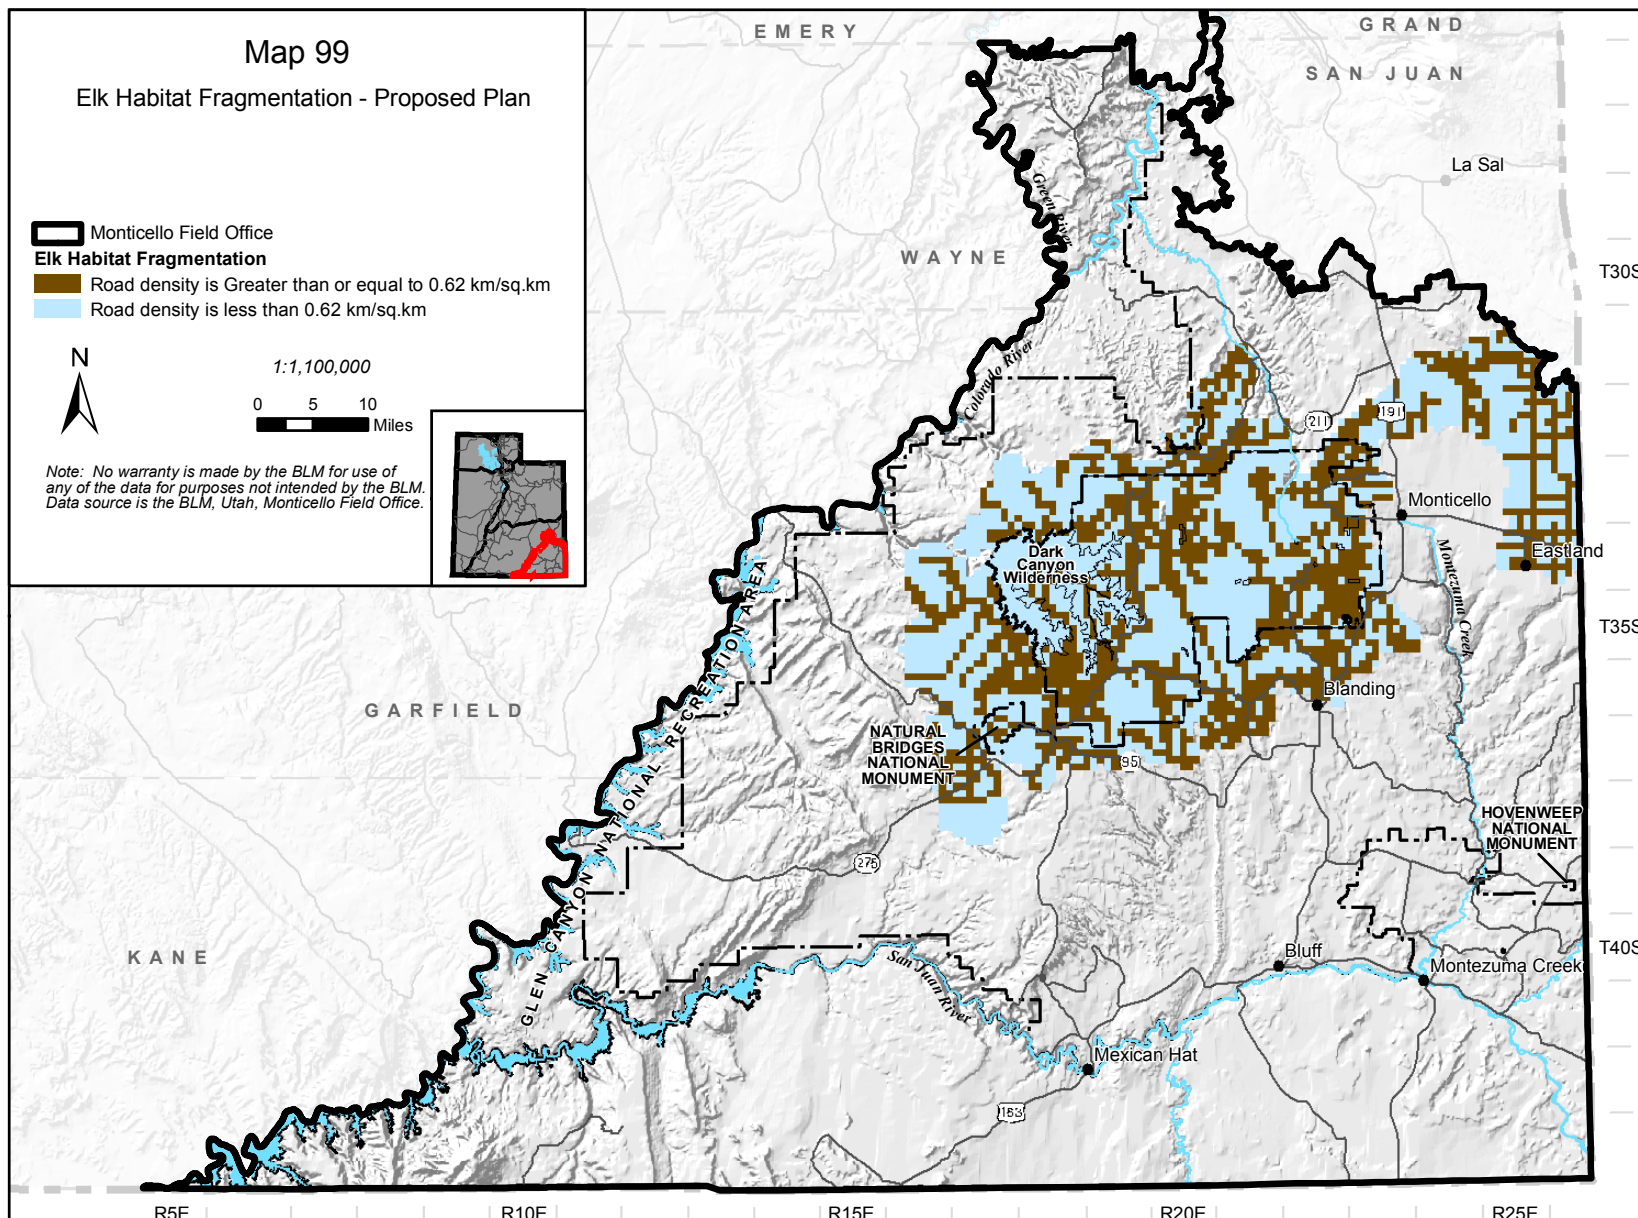 Map 99
Elk Habitat Fragmentation - Proposed Plan
Monticello Field Office
Elk Habitat Fragmentation
Road density is Greater than or equal to 0.62 km/sq.km
Road density is less than 0.62 km/sq.km
N
1:1,100,000
0 5 10
Miles
Note: No warranty is made by the BLM for use of
any of the data for purposes not intended by the BLM.
Data source is the BLM, Utah, Monticello Field Office.
EMERY
GRAND
SAN JUAN
La Sal
Green River
WAYNE
T30S
Colorado River
211
191
Monticello
Dark
Canyon
Wilderness
Eastland
Montezuma Creek
T35S
GLEN CANYON NATIONAL RECREATION AREA
GARFIELD
Blanding
NATURAL
BRIDGES
NATIONAL
MONUMENT
95
HOVENWEEP
NATIONAL
MONUMENT
275
KANE
San Juan River
Bluff
T40S
Montezuma Creek
Mexican Hat
163
R5E
R10E
R15E
R20E
R25E